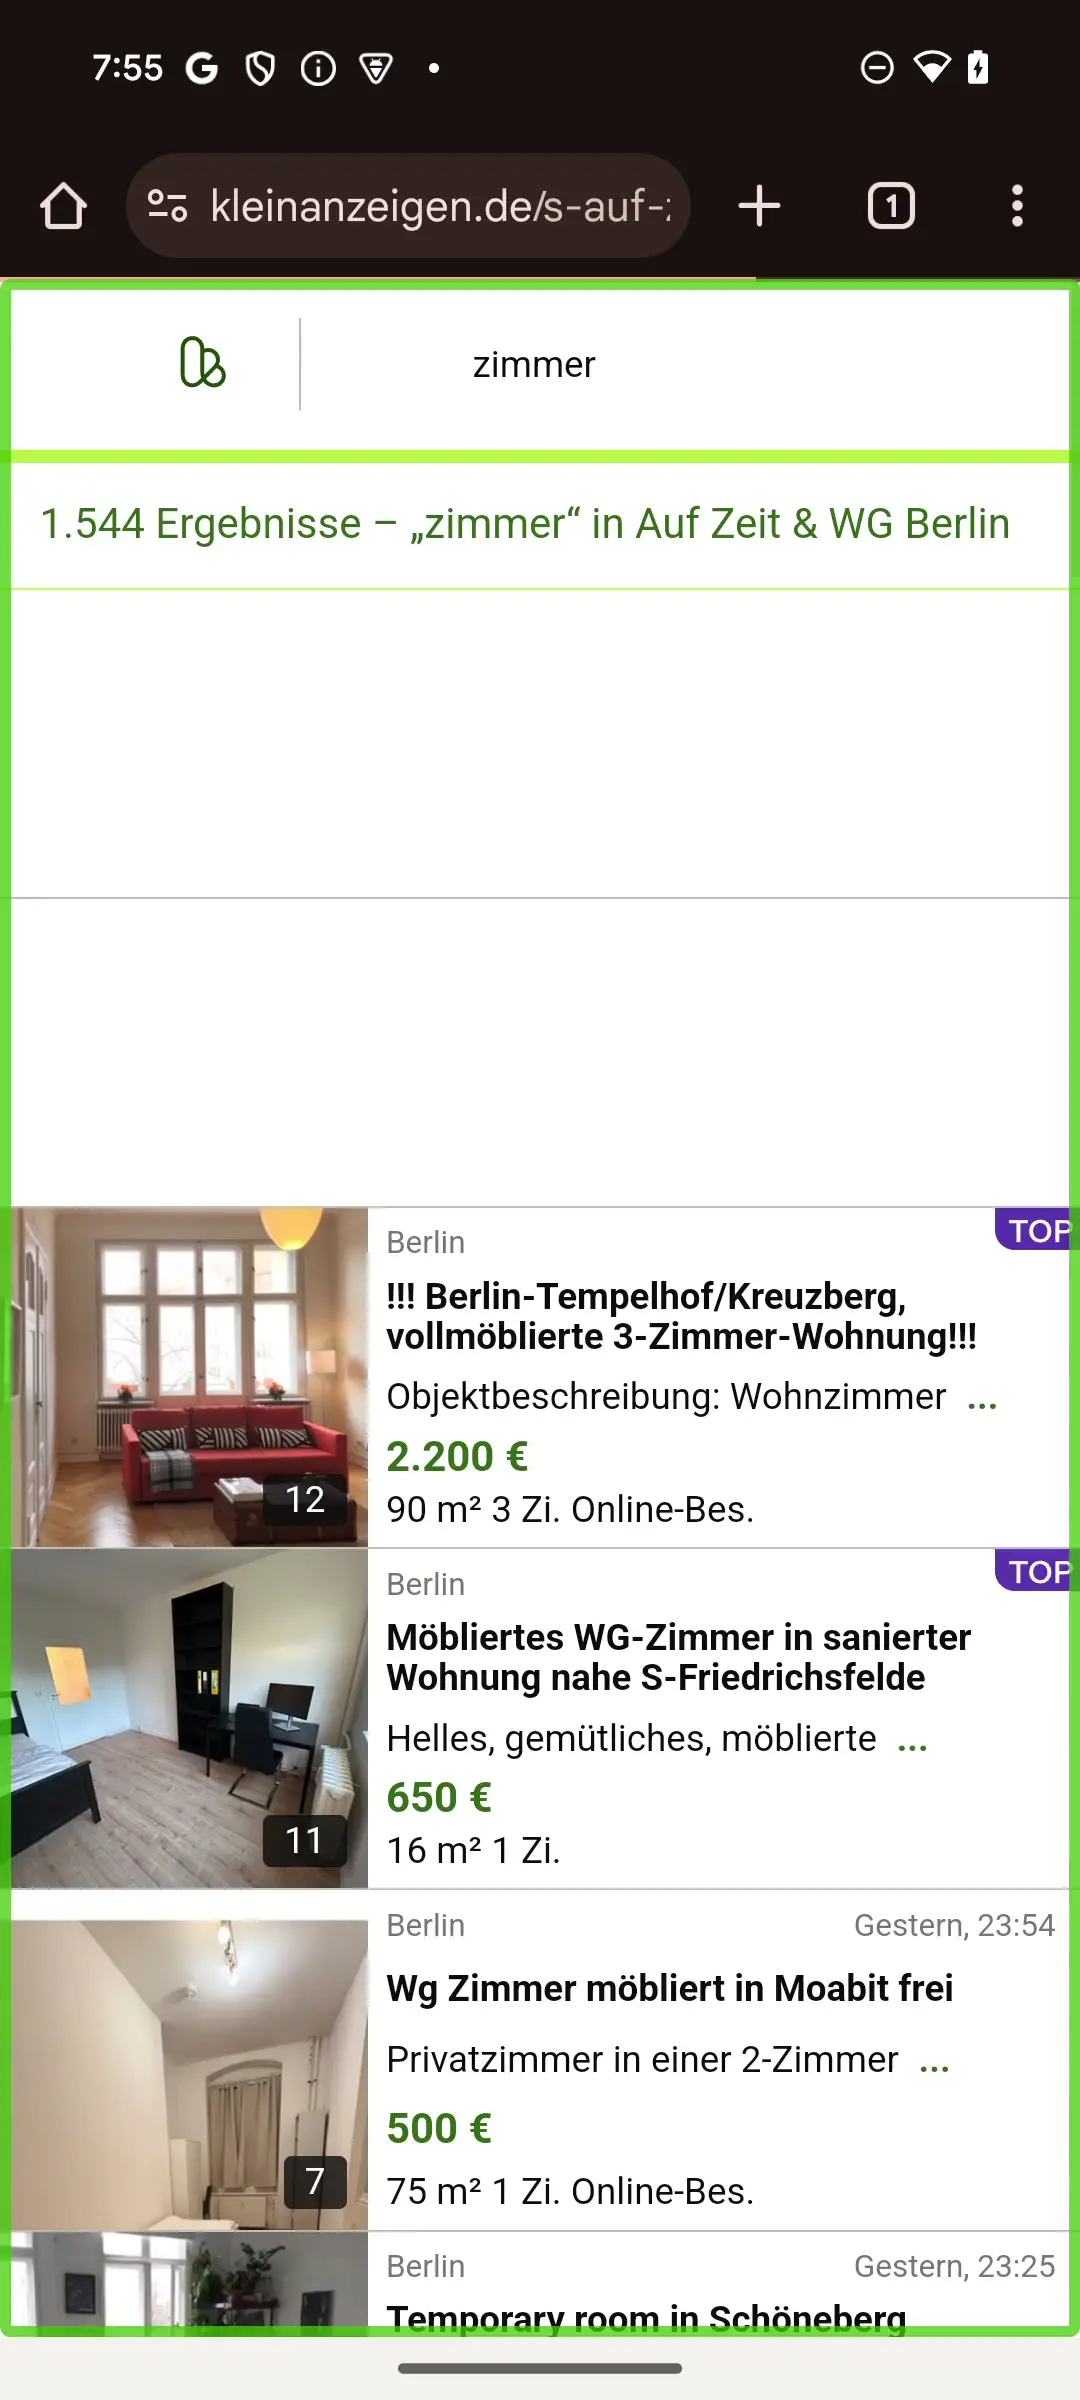 7:55
kleinanzeigen.de/s-auf-
1
zimmer
1.544 Ergebnisse – „zimmer“ in Auf Zeit & WG Berlin
Berlin
TOP
!!! Berlin-Tempelhof/Kreuzberg,
vollmöblierte 3-Zimmer-Wohnung!!!
Objektbeschreibung: Wohnzimmer ...
2.200 €
12
90 m² 3 Zi. Online-Bes.
Berlin
TOP
Möbliertes WG-Zimmer in sanierter
Wohnung nahe S-Friedrichsfelde
Helles, gemütliches, möblierte ...
650 €
11
16 m² 1 Zi.
Berlin
Gestern, 23:54
Wg Zimmer möbliert in Moabit frei
Privatzimmer in einer 2-Zimmer ...
500 €
7
75 m² 1 Zi. Online-Bes.
Berlin
Gestern, 23:25
Temporary room in Schöneberg